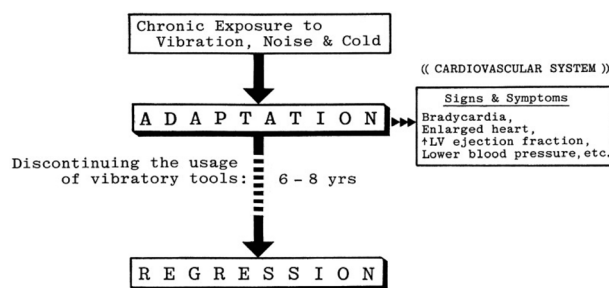 Chronic Exposure to
Vibration, Noise & Cold
(( CARDIOVASCULAR SYSTEM ))
ADAPTATION
Signs & Symptoms
Bradycardia,
Enlarged heart,
↑LV ejection fraction,
Lower blood pressure, etc.
Discontinuing the usage
of vibratory tools: 6 – 8 yrs
REGRESSION